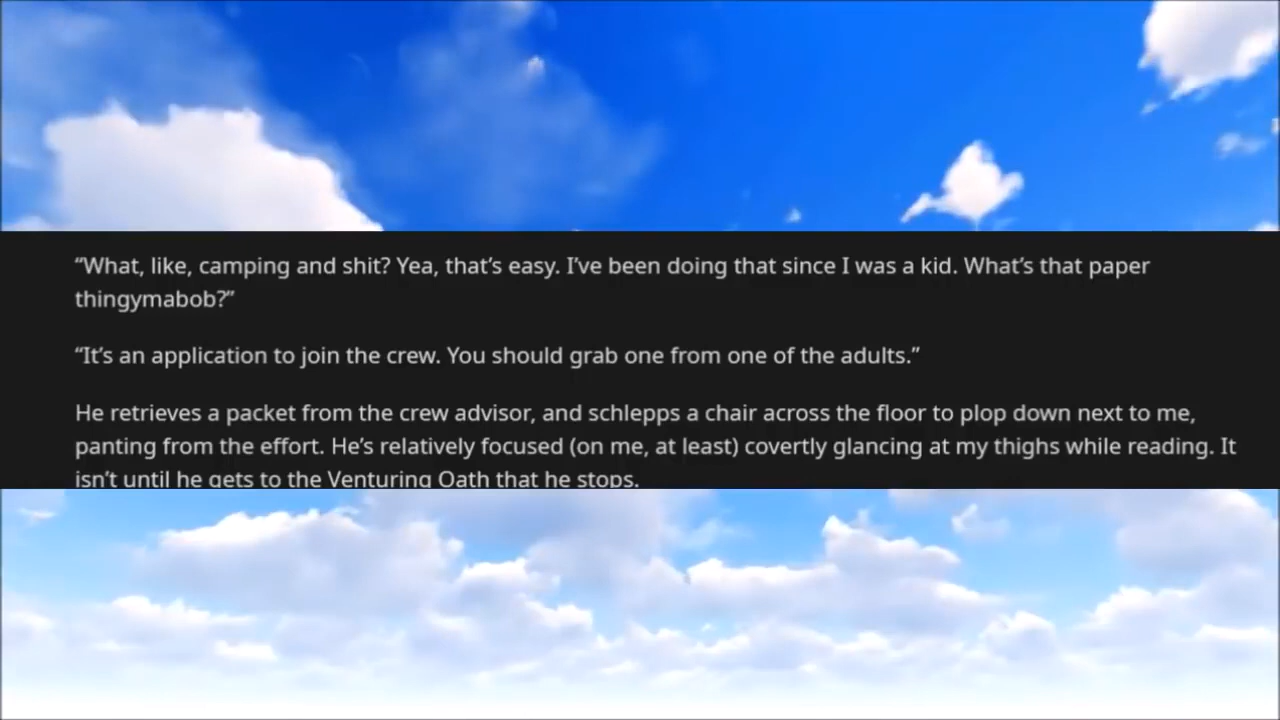 “What, like, camping and shit? Yea, that’s easy. I’ve been doing that since I was a kid. What’s that paper
thingymabob?”
“It’s an application to join the crew. You should grab one from one of the adults.”
He retrieves a packet from the crew advisor, and schlepps a chair across the floor to plop down next to me,
panting from the effort. He’s relatively focused (on me, at least) covertly glancing at my thighs while reading. It
isn’t until he gets to the Venturing Oath that he stops.